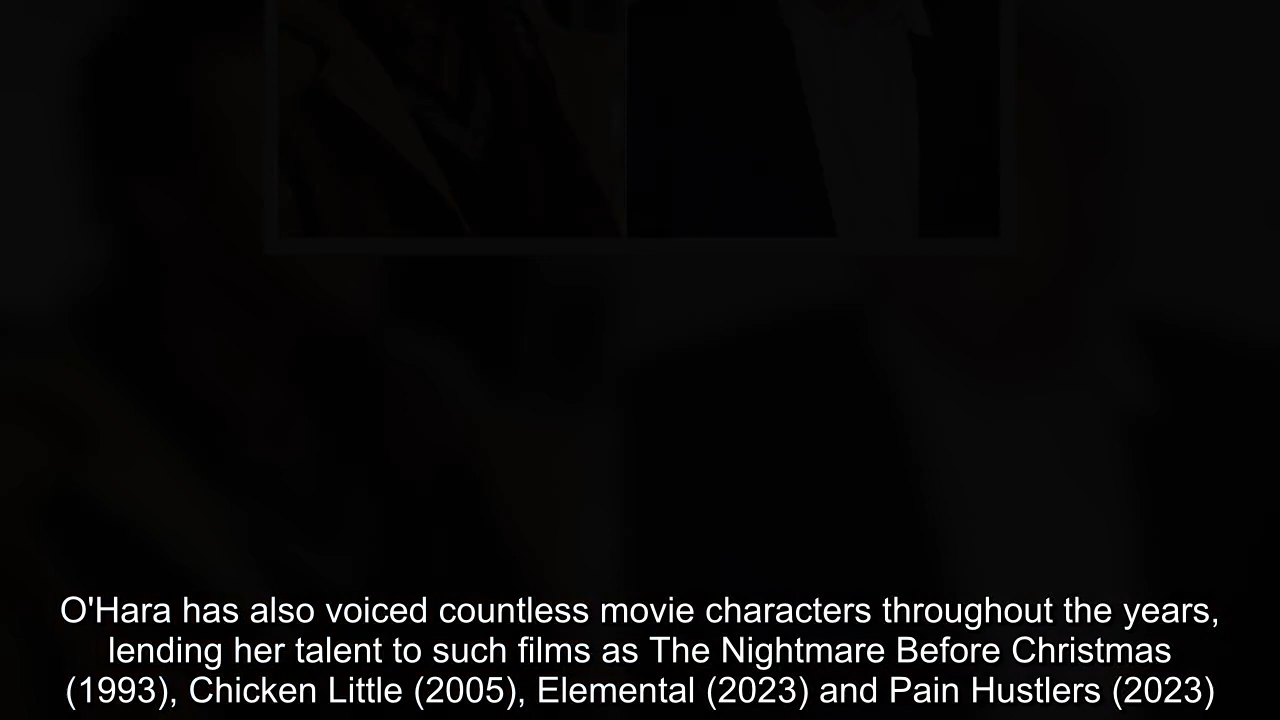 O'Hara has also voiced countless movie characters throughout the years,
lending her talent to such films as The Nightmare Before Christmas
(1993), Chicken Little (2005), Elemental (2023) and Pain Hustlers (2023)